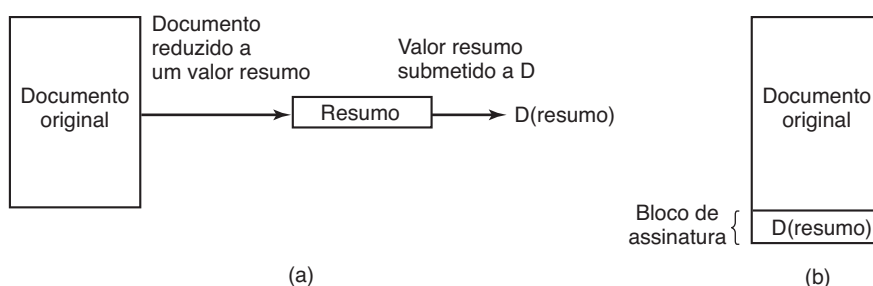 Documento
reduzido a
um valor resumo
Valor resumo
submetido a D
Documento
original
Resumo
D(resumo)
(a)
Documento
original
Bloco de
assinatura
D(resumo)
(b)